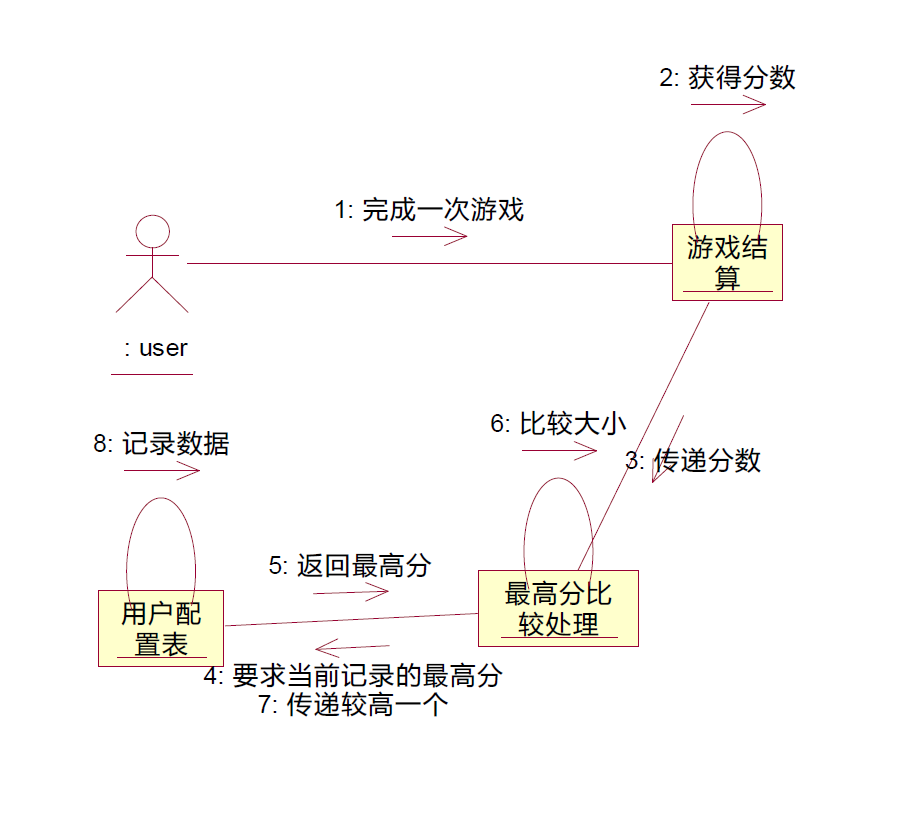 2: 获得分数
1: 完成一次游戏
游戏结
算
: user
6: 比较大小
8: 记录数据
3: 传递分数
5: 返回最高分
最高分比
较处理
用户配
置表
4: 要求当前记录的最高分
7: 传递较高一个